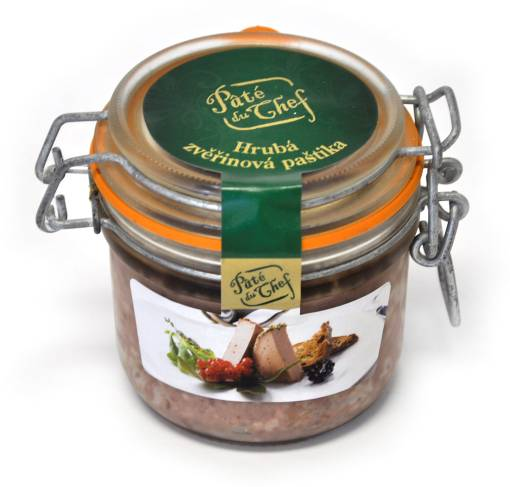 Pâté
du Chef
Hrubá
zvěřinová paštika
Pâté
du Chef